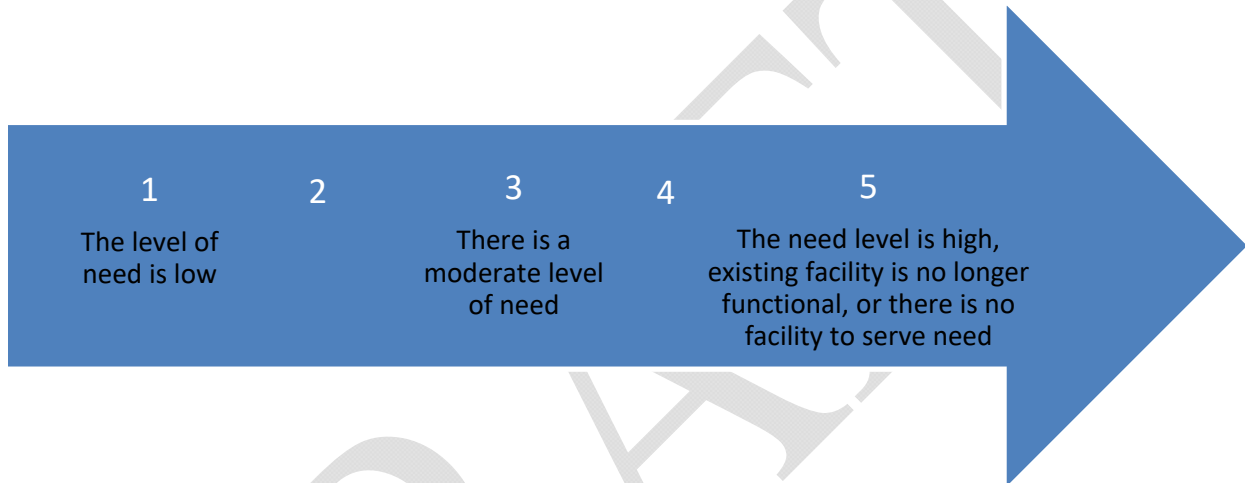 1 2 3 4 5
The level of
need is low
There is a
moderate level
of need
The need level is high,
existing facility is no longer
functional, or there is no
facility to serve need